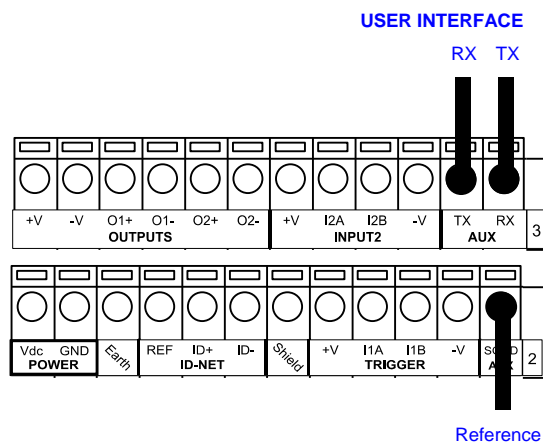 USER INTERFACE
RX TX
+V -V O1+ O1- O2+ O2- +V I2A I2B -V TX RX
OUTPUTS INPUT2 AUX 3
Vdc GND Earth REF ID+ ID- Shield +V I1A I1B -V
POWER ID-NET TRIGGER 2
Reference